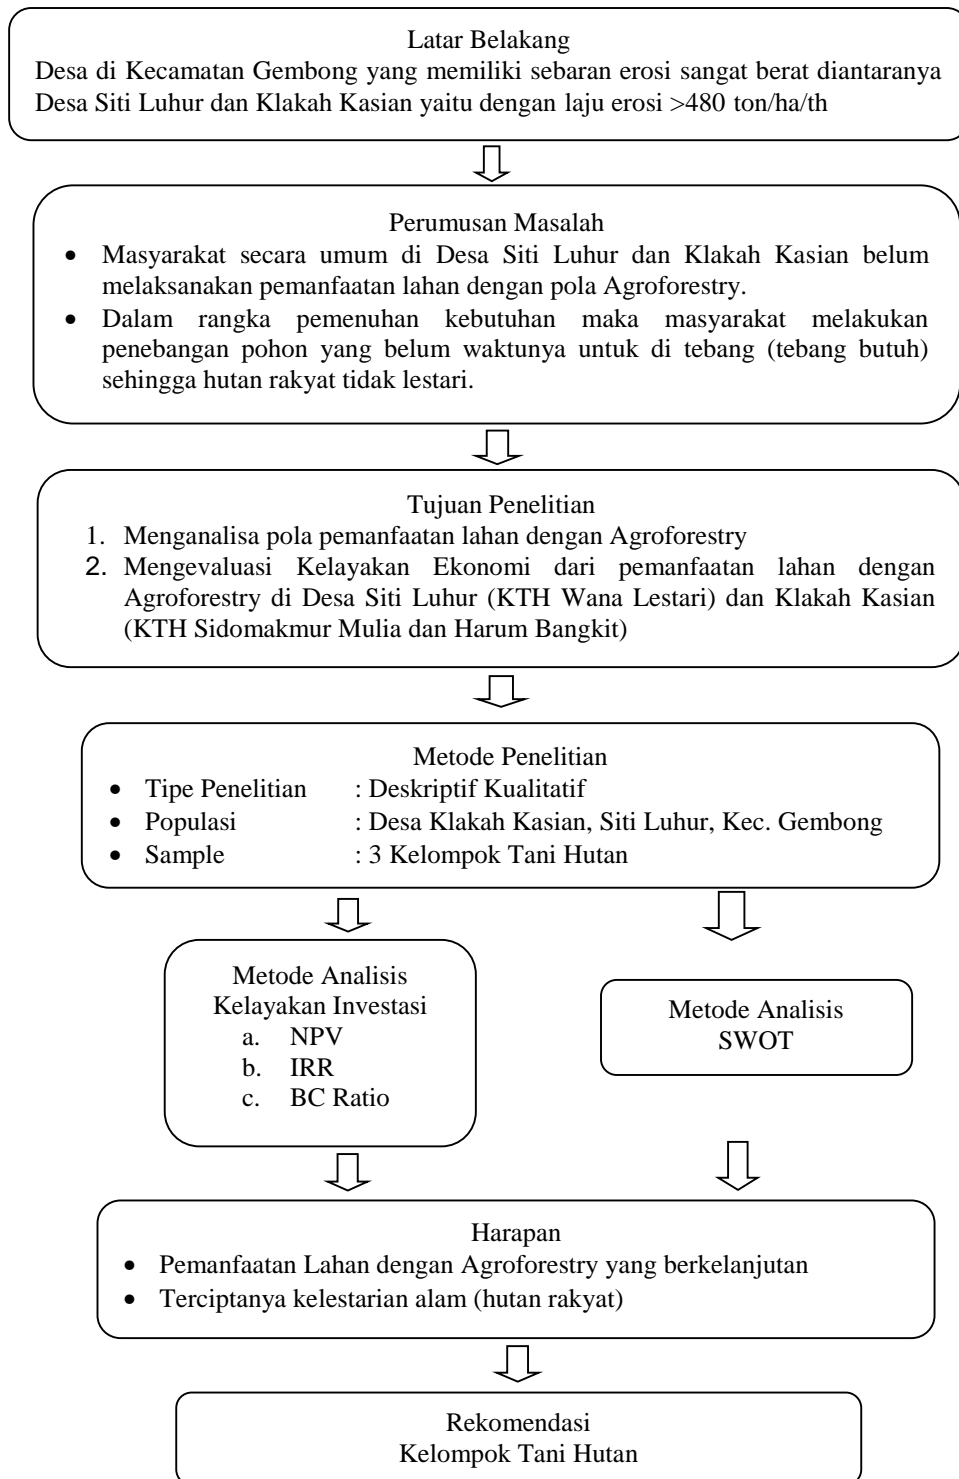 Latar Belakang
Desa di Kecamatan Gembong yang memiliki sebaran erosi sangat berat diantaranya
Desa Siti Luhur dan Klakah Kasian yaitu dengan laju erosi >480 ton/ha/th
Perumusan Masalah
• Masyarakat secara umum di Desa Siti Luhur dan Klakah Kasian belum
melaksanakan pemanfaatan lahan dengan pola Agroforestry.
• Dalam rangka pemenuhan kebutuhan maka masyarakat melakukan
penebangan pohon yang belum waktunya untuk di tebang (tebang butuh)
sehingga hutan rakyat tidak lestari.
Tujuan Penelitian
1. Menganalisa pola pemanfaatan lahan dengan Agroforestry
2. Mengevaluasi Kelayakan Ekonomi dari pemanfaatan lahan dengan
Agroforestry di Desa Siti Luhur (KTH Wana Lestari) dan Klakah Kasian
(KTH Sidomakmur Mulia dan Harum Bangkit)
Metode Penelitian
• Tipe Penelitian : Deskriptif Kualitatif
• Populasi : Desa Klakah Kasian, Siti Luhur, Kec. Gembong
• Sample : 3 Kelompok Tani Hutan
Metode Analisis
Kelayakan Investasi
a. NPV
b. IRR
c. BC Ratio
Metode Analisis
SWOT
Harapan
• Pemanfaatan Lahan dengan Agroforestry yang berkelanjutan
• Terciptanya kelestarian alam (hutan rakyat)
Rekomendasi
Kelompok Tani Hutan